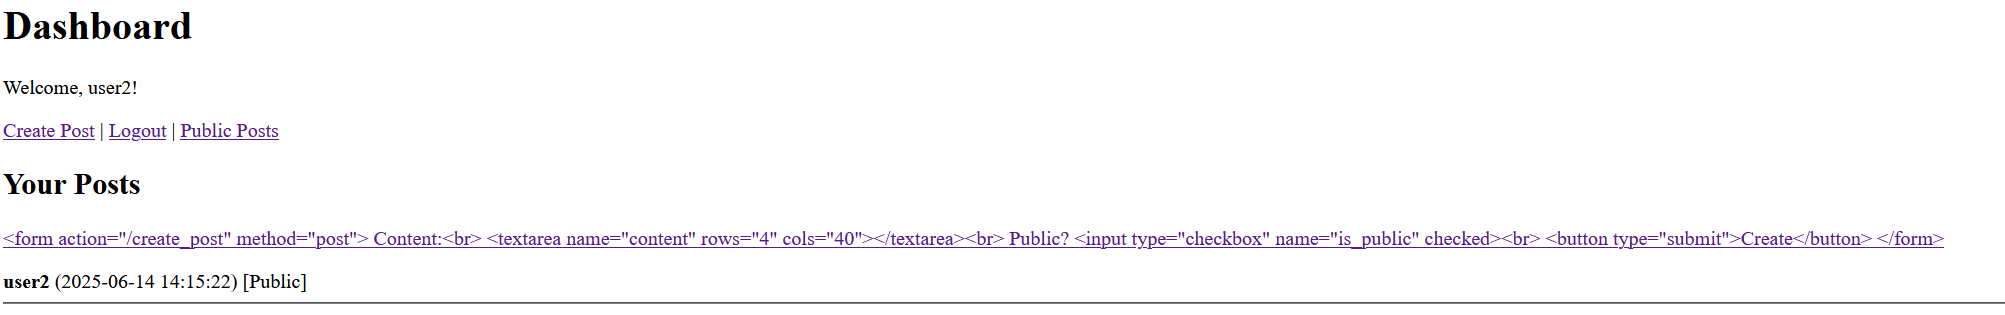 Dashboard
Welcome, user2!
Create Post | Logout | Public Posts
Your Posts
<form action="/create_post" method="post"> Content:<br> <textarea name="content" rows="4" cols="40"></textarea><br> Public? <input type="checkbox" name="is_public" checked><br> <button type="submit">Create</button> </form>
user2 (2025-06-14 14:15:22) [Public]